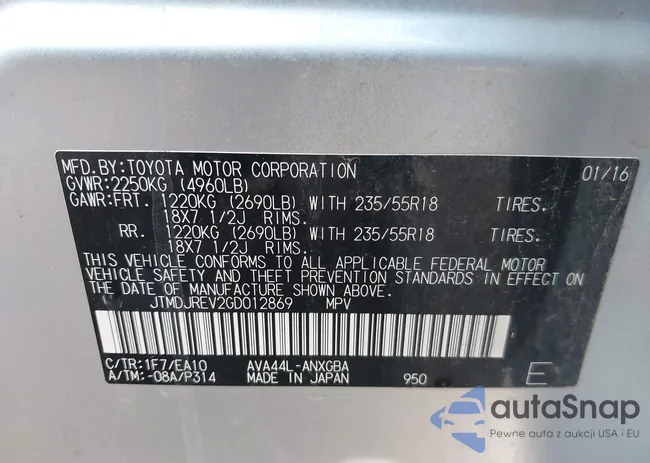 MFD.BY:TOYOTA MOTOR CORPORATION 01/16
GVWR:2250KG (4960LB)
GAWR:FRT. 1220KG (2690LB) WITH 235/55R18 TIRES.
18X7 1/2J RIMS.
RR. 1220KG (2690LB) WITH 235/55R18 TIRES.
18X7 1/2J RIMS.
THIS VEHICLE CONFORMS TO ALL APPLICABLE FEDERAL MOTOR
VEHICLE SAFETY AND THEFT PREVENTION STANDARDS IN EFFECT ON
THE DATE OF MANUFACTURE SHOWN ABOVE.
JTMDJREV2GD012869 MPV
C/TR:1F7/EA10 AVA44L-ANXGBA
A/TM:-08A/P314 MADE IN JAPAN 950 E
autaSnap
Pewne auta z aukcji USA i EU